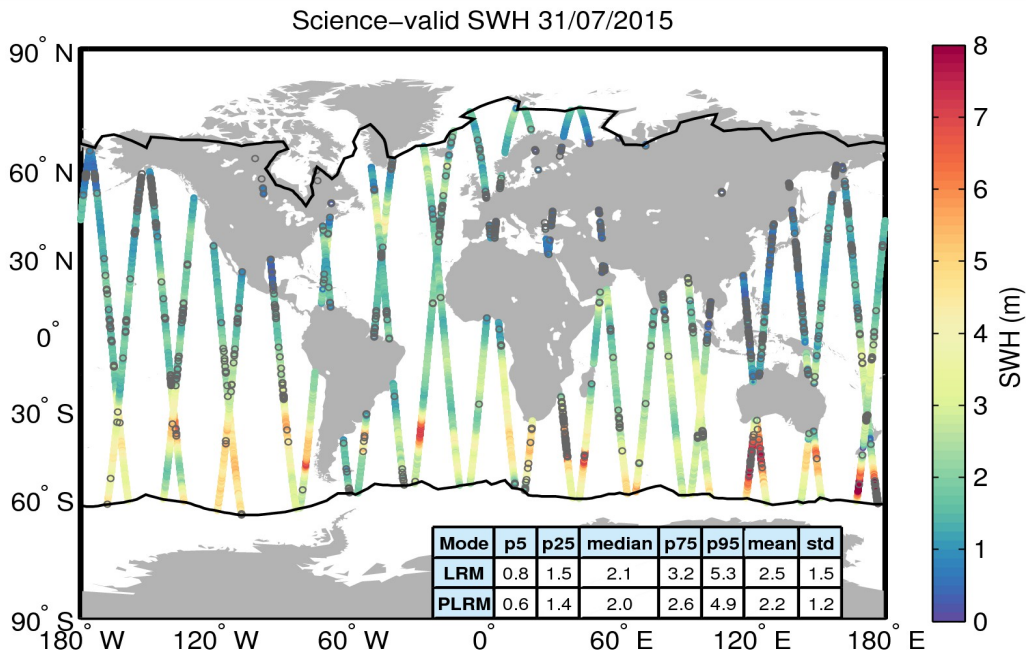 Science−valid SWH 31/07/2015
90° N
60° N
30° N
0°
30° S
60° S
90° S
180° W
120° W
60° W
0°
60° E
120° E
180° E
8
7
6
5
4
3
2
1
0
SWH (m)
Mode p5 p25 median p75 p95 mean std
LRM 0.8 1.5 2.1 3.2 5.3 2.5 1.5
PLRM 0.6 1.4 2.0 2.6 4.9 2.2 1.2